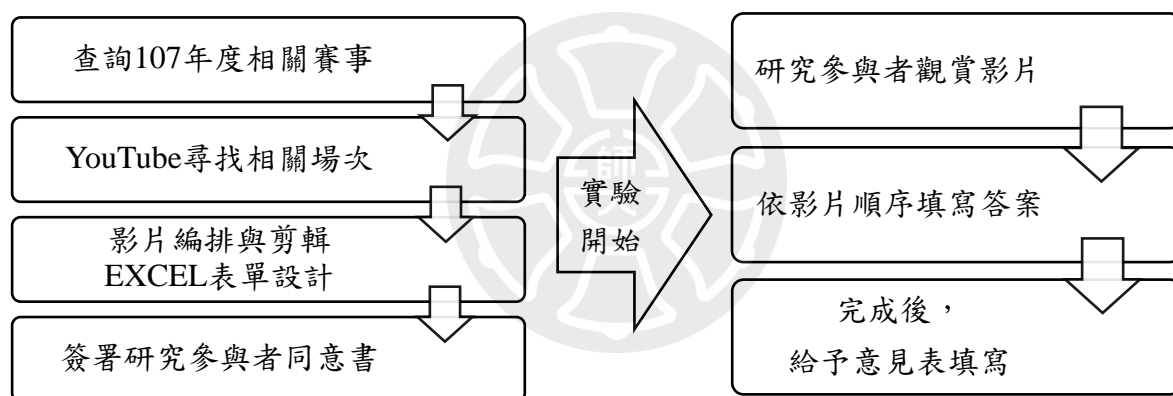 查詢107年度相關賽事
YouTube尋找相關場次
影片編排與剪輯
EXCEL表單設計
簽署研究參與者同意書
實驗
開始
研究參與者觀賞影片
依影片順序填寫答案
完成後，
給予意見表填寫
師大